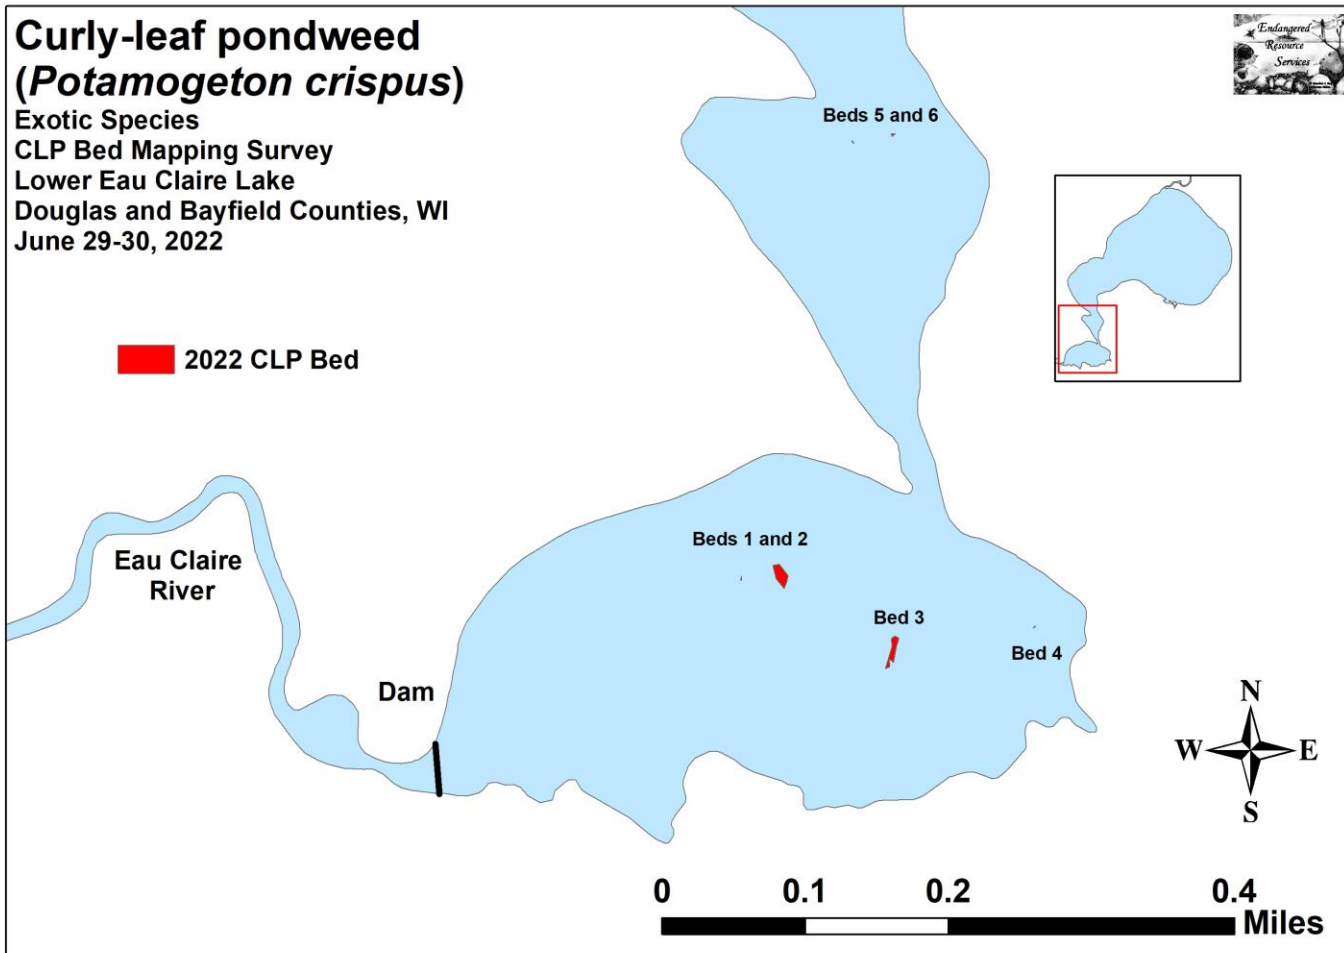 Curly-leaf pondweed
(Potamogeton crispus)
Exotic Species
CLP Bed Mapping Survey
Lower Eau Claire Lake
Douglas and Bayfield Counties, WI
June 29-30, 2022
Endangered
Resource
Services
Beds 5 and 6
2022 CLP Bed
Beds 1 and 2
Eau Claire
River
Bed 3
Bed 4
Dam
N
W E
S
0 0.1 0.2 0.4
Miles